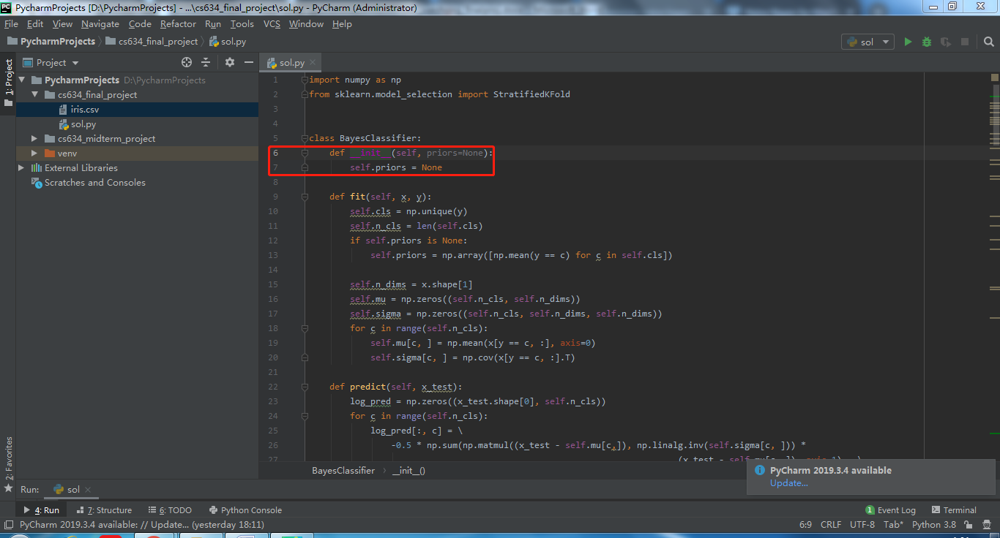 PycharmProjects [D:\PycharmProjects] - ...\cs634_final_project\sol.py - PyCharm (Administrator)
File Edit View Navigate Code Refactor Run Tools VCS Window Help
PycharmProjects cs634_final_project sol.py
sol
1: Project
Project
PycharmProjects D:\PycharmProjects
cs634_final_project
iris.csv
sol.py
cs634_midterm_project
venv
External Libraries
Scratches and Consoles
2: Favorites
sol.py
1 import numpy as np
2 from sklearn.model_selection import StratifiedKFold
3
4
5 class BayesClassifier:
6 def __init__(self, priors=None):
7 self.priors = None
8
9 def fit(self, x, y):
10 self.cls = np.unique(y)
11 self.n_cls = len(self.cls)
12 if self.priors is None:
13 self.priors = np.array([np.mean(y == c) for c in self.cls])
14
15 self.n_dims = x.shape[1]
16 self.mu = np.zeros((self.n_cls, self.n_dims))
17 self.sigma = np.zeros((self.n_cls, self.n_dims, self.n_dims))
18 for c in range(self.n_cls):
19 self.mu[c, ] = np.mean(x[y == c, :], axis=0)
20 self.sigma[c, ] = np.cov(x[y == c, :].T)
21
22 def predict(self, x_test):
23 log_pred = np.zeros((x_test.shape[0], self.n_cls))
24 for c in range(self.n_cls):
25 log_pred[:, c] = \
26 -0.5 * np.sum(np.matmul((x_test - self.mu[c,]), np.linalg.inv(self.sigma[c, ])) *
27 (x_test - self.mu[c, ]), axis=1) - \
BayesClassifier __init__()
PyCharm 2019.3.4 available
Update...
Run: sol
4: Run 7: Structure 6: TODO Python Console 1 Event Log Terminal
PyCharm 2019.3.4 available: // Update... (yesterday 18:11) 6:9 CRLF UTF-8 Tab* Python 3.8